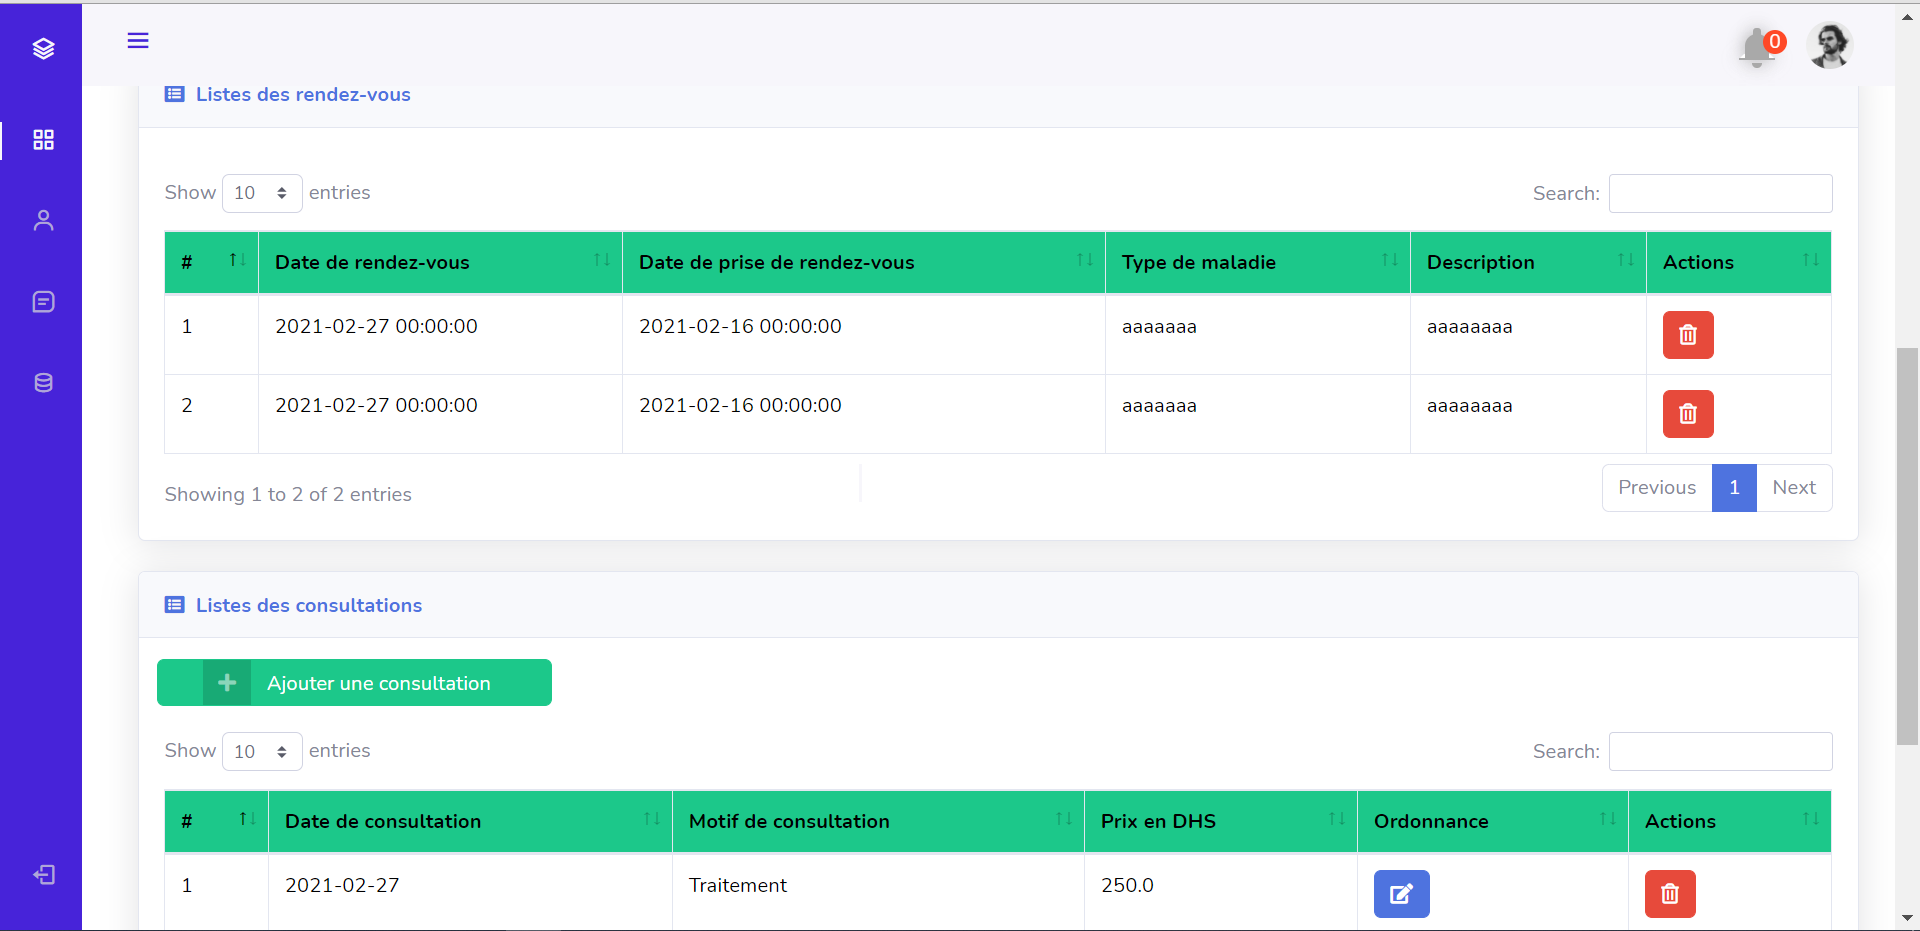 0
Listes des rendez-vous
Show 10 entries Search:
# Date de rendez-vous Date de prise de rendez-vous Type de maladie Description Actions
1 2021-02-27 00:00:00 2021-02-16 00:00:00 aaaaaaa aaaaaaaa
2 2021-02-27 00:00:00 2021-02-16 00:00:00 aaaaaaa aaaaaaaa
Showing 1 to 2 of 2 entries Previous 1 Next
Listes des consultations
Ajouter une consultation
Show 10 entries Search:
# Date de consultation Motif de consultation Prix en DHS Ordonnance Actions
1 2021-02-27 Traitement 250.0